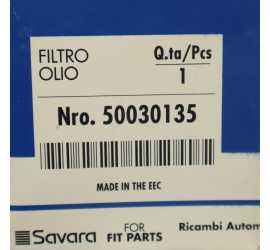 FILTRO
OLIO
Q.ta/Pcs
1
Nro. 50030135
MADE IN THE EEC
Savara
FOR
FIT PARTS
Ricambi Autom